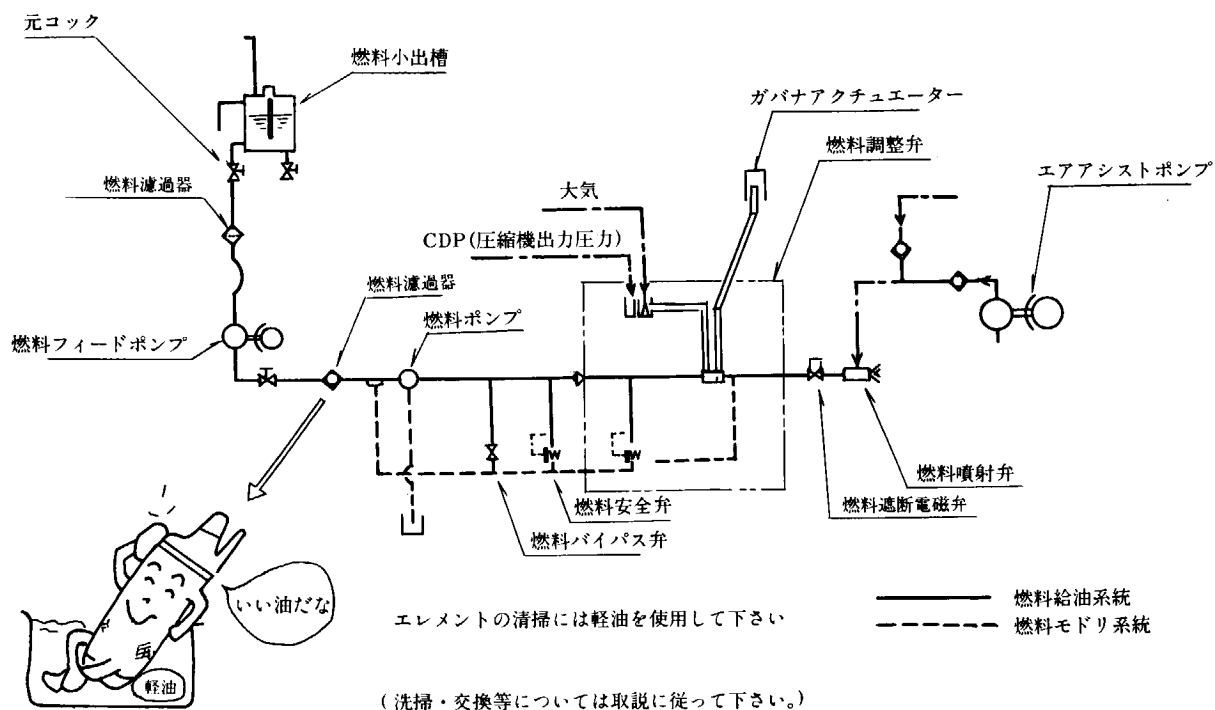 元コック
燃料小出槽
ガバナアクチュエーター
燃料調整弁
エアアシストポンプ
燃料濾過器
大気
CDP(圧縮機出力圧力)
燃料濾過器
燃料ポンプ
燃料フィードポンプ
燃料噴射弁
燃料遮断電磁弁
燃料安全弁
燃料バイパス弁
いい油だな
軽油
エレメントの清掃には軽油を使用して下さい
燃料給油系統
燃料モドリ系統
(洗掃・交換等については取説に従って下さい。)